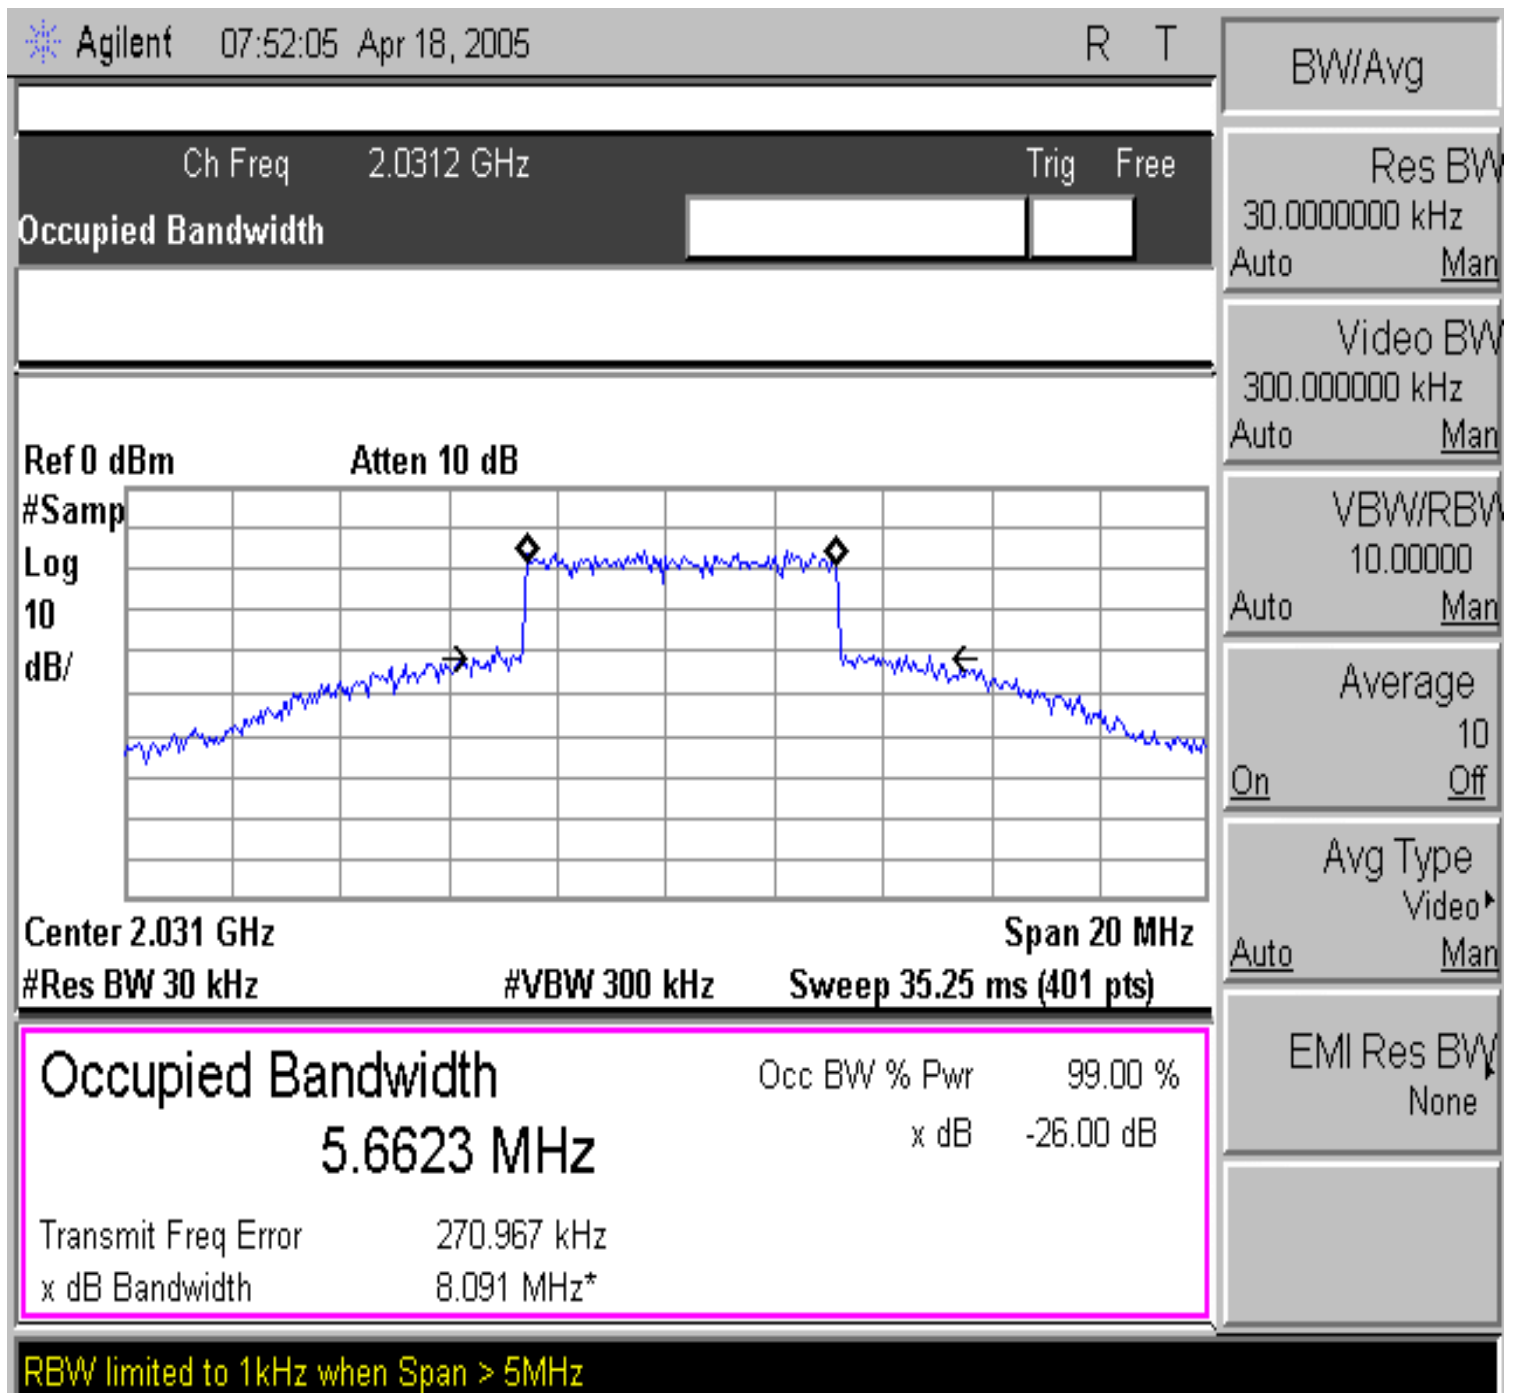 Agilent 07:52:05 Apr 18, 2005 R T
Ch Freq 2.0312 GHz Trig Free
Occupied Bandwidth
Ref 0 dBm Atten 10 dB
#Samp
Log
10
dB/
Center 2.031 GHz Span 20 MHz
#Res BW 30 kHz #VBW 300 kHz Sweep 35.25 ms (401 pts)
Occupied Bandwidth Occ BW % Pwr 99.00 %
5.6623 MHz x dB -26.00 dB
Transmit Freq Error 270.967 kHz
x dB Bandwidth 8.091 MHz*
RBW limited to 1kHz when Span > 5MHz
BW/Avg
Res BW
30.0000000 kHz
Auto Man
Video BW
300.000000 kHz
Auto Man
VBW/RBW
10.00000
Auto Man
Average
10
On Off
Avg Type
Video
Auto Man
EMI Res BW
None